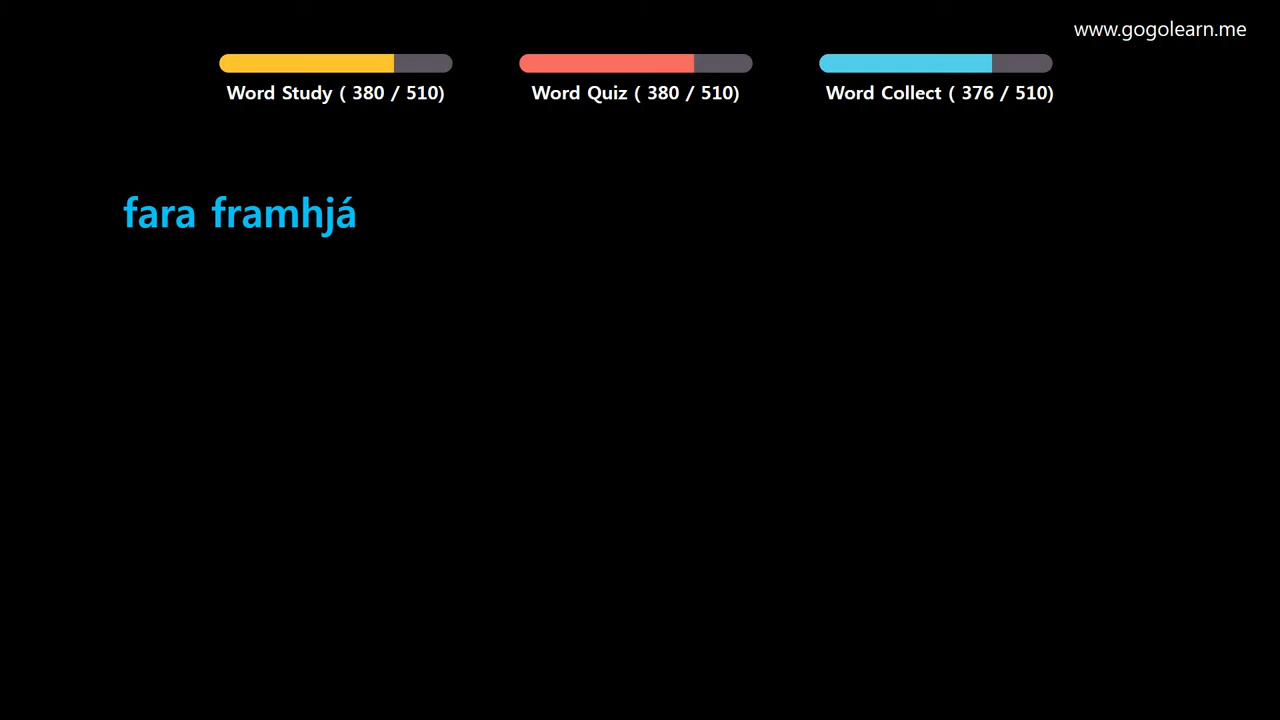 www.gogolearn.me
Word Study ( 380 / 510)
Word Quiz ( 380 / 510)
Word Collect ( 376 / 510)
fara framhjá